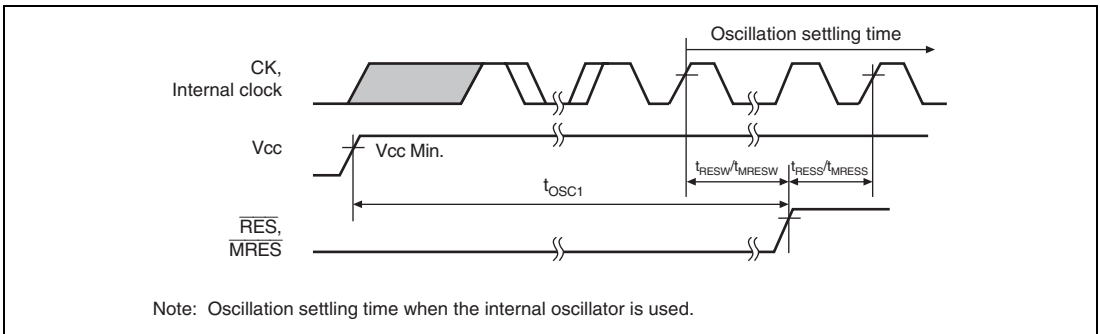 Oscillation settling time
CK,
Internal clock
Vcc
Vcc Min.
tRESW/tMRESW
tRESS/tMRESS
tOSC1
RES,
MRES
Note: Oscillation settling time when the internal oscillator is used.